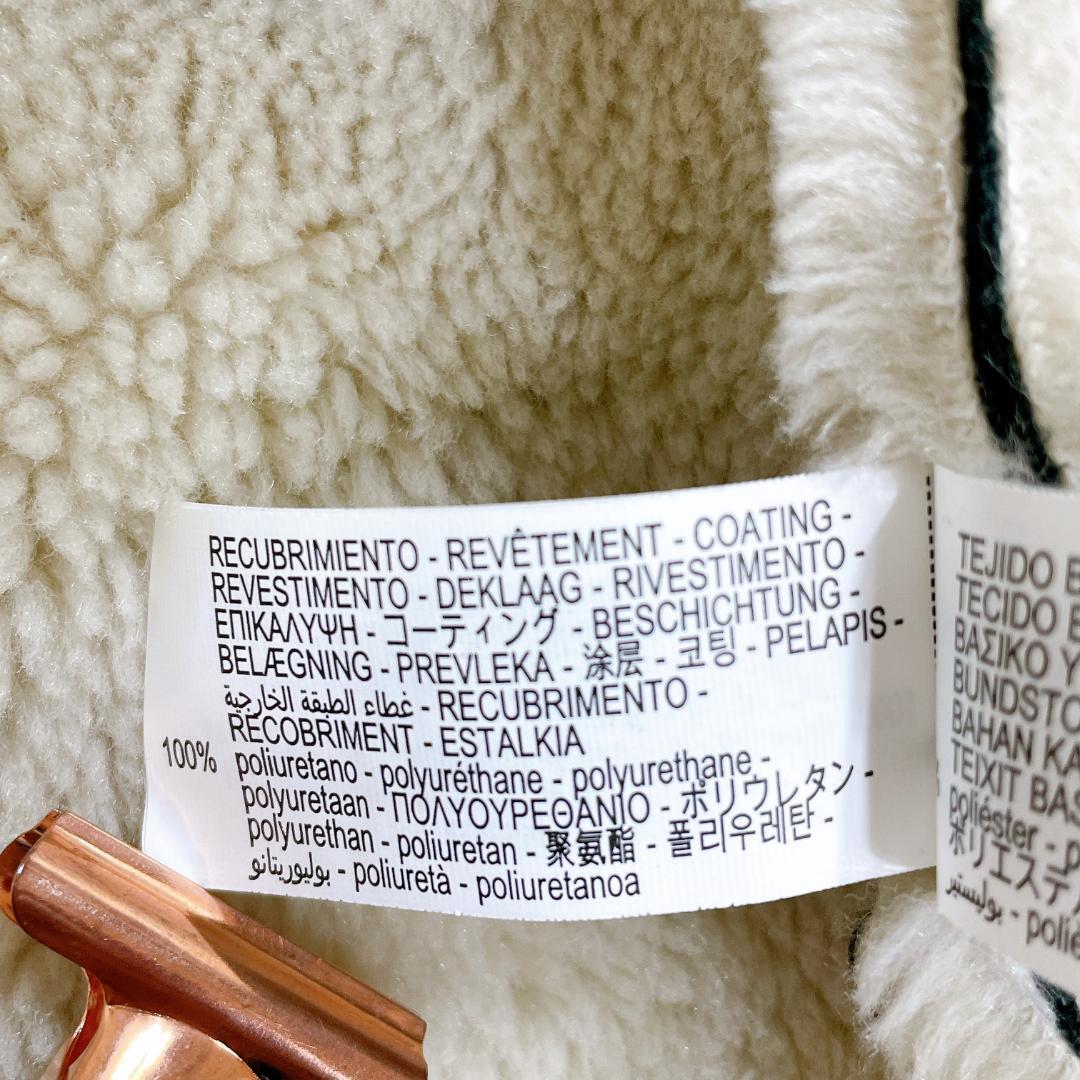 RECUBRIMIENTO - REVÊTEMENT - COATING -
REVESTIMENTO - DEKLAAG - RIVESTIMENTO -
ΕΠΙΚΑΛΥΨΗ - コーティング - BESCHICHTUNG -
BELÆGNING - PREVLEKA - 涂层 - 코팅 - PELAPIS -
غطاء الطبقة الخارجية - RECUBRIMENTO -
RECOBRIMENT - ESTALKIA
100% poliuretano - polyuréthane - polyurethane -
polyuretaan - ΠΟΛΥΟΥΡΕΘΑΝΙΟ - ポリウレタン -
polyurethan - poliuretan - 聚氨酯 - 폴리우레탄 -
بوليوريتانو - poliuretà - poliuretanoa
TEJIDO
TECIDO
ΒΑΣΙΚΟ
BUNDSTO
BAHAN KA
TEIXIT BAS
poliéster -
ポリエステ
بوليستير - polié